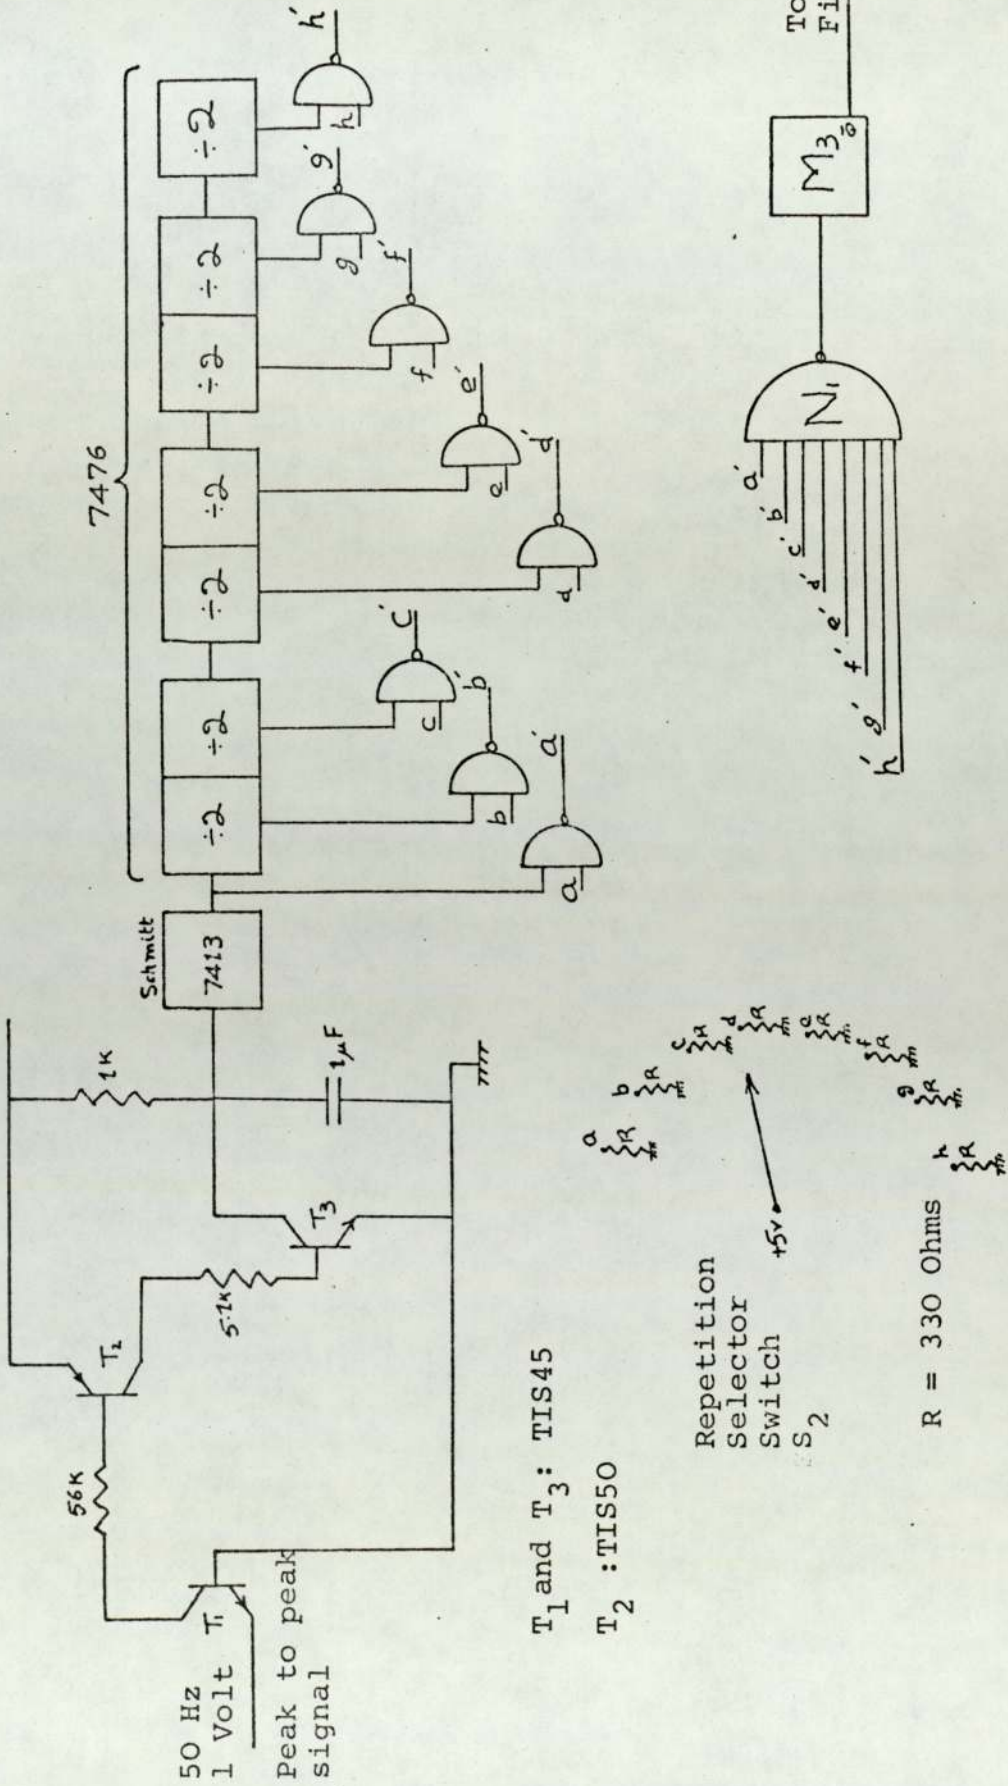 50 Hz
1 Volt
Peak to peak
signal
T1
56K
T2
5.1K
T3
1K
1µF
Schmitt
7413
7476
÷2
÷2
÷2
÷2
÷2
÷2
÷2
a
a'
b
b'
c
c'
d
d'
e
e'
f
f'
g
g'
h
h'
T1 and T3: TIS45
T2 :TIS50
Repetition
Selector
Switch
S2
+5v
a
R
b
R
c
R
d
R
e
R
f
R
g
R
h
R
R = 330 Ohms
a'
b'
c'
d'
e'
f'
g'
h'
N1
M3
Q̄
To
Fi